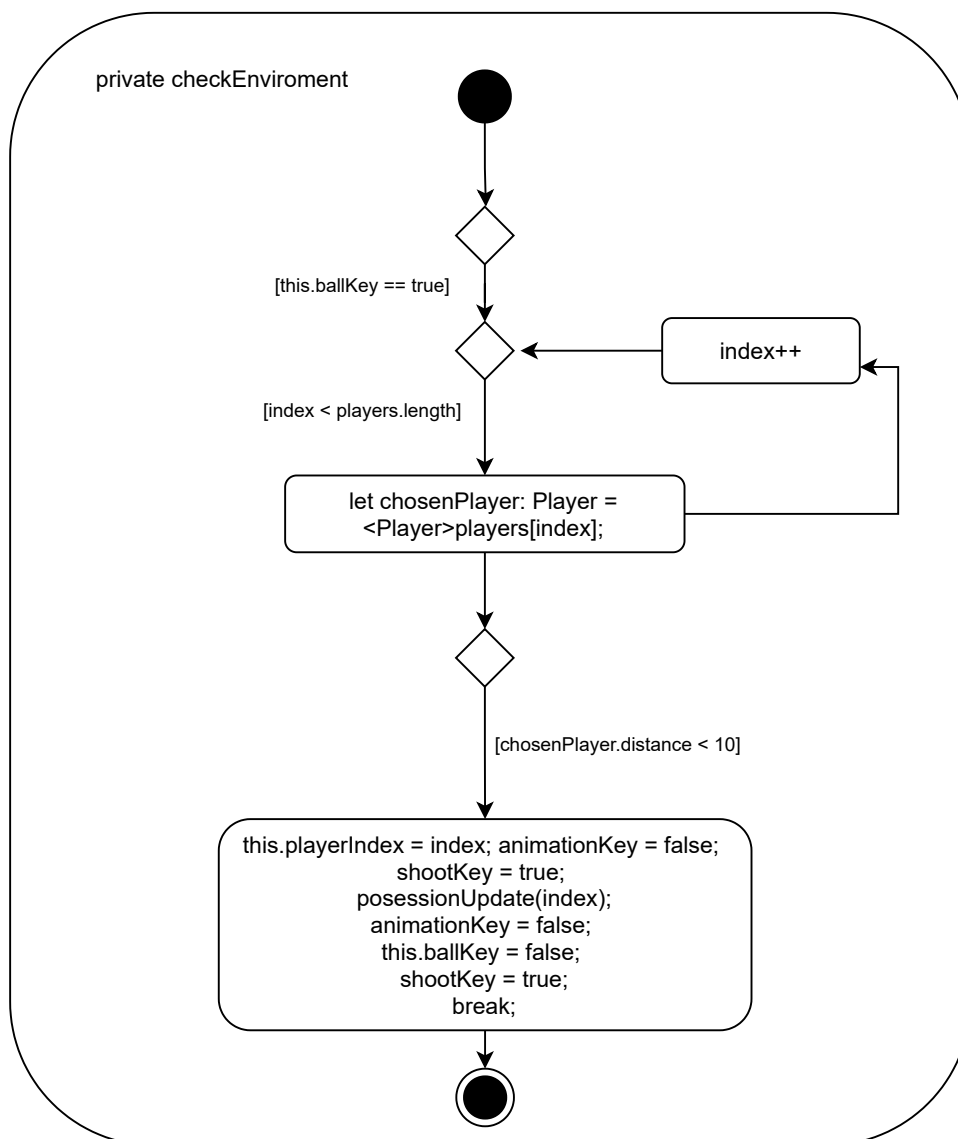 private checkEnviroment
[this.ballKey == true]
index++
[index < players.length]
let chosenPlayer: Player =
<Player>players[index];
[chosenPlayer.distance < 10]
this.playerIndex = index; animationKey = false;
shootKey = true;
posessionUpdate(index);
animationKey = false;
this.ballKey = false;
shootKey = true;
break;